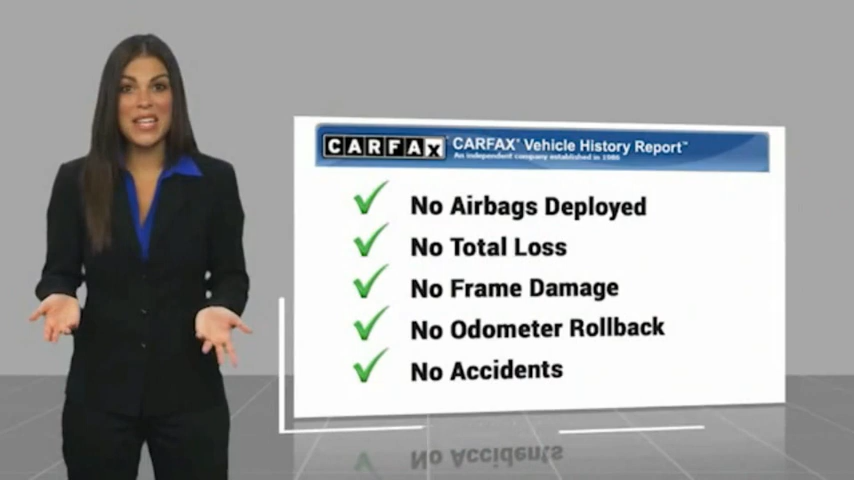 CARFAX CARFAX® Vehicle History Report™
An independent company established in 1986
No Airbags Deployed
No Total Loss
No Frame Damage
No Odometer Rollback
No Accidents
No Accidents